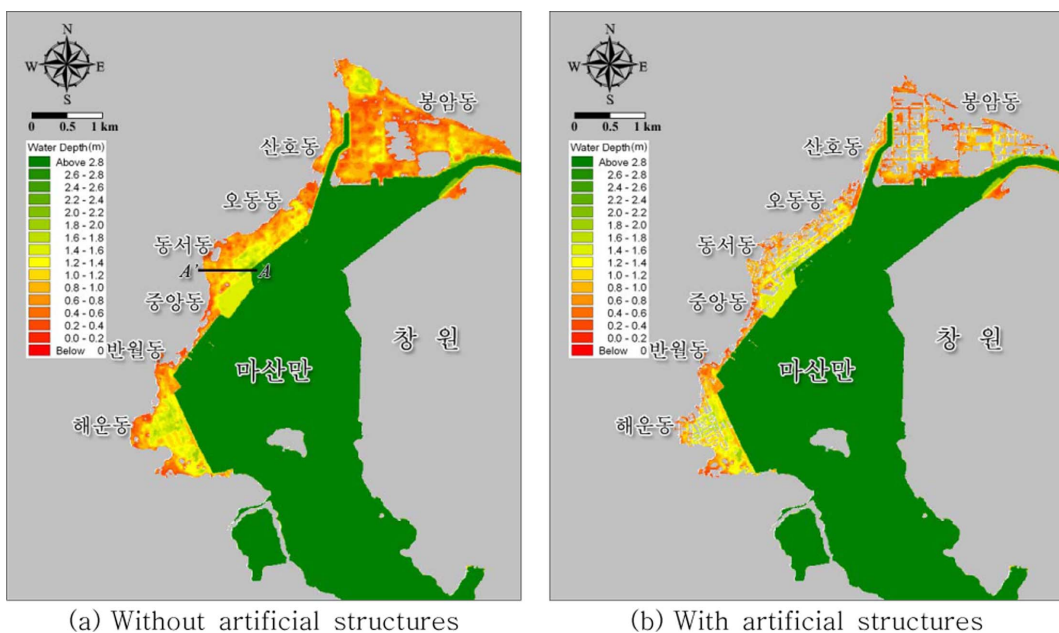 N
W E
S
0 0.5 1 km
Water Depth(m)
Above 2.8
2.6 - 2.8
2.4 - 2.6
2.2 - 2.4
2.0 - 2.2
1.8 - 2.0
1.6 - 1.8
1.4 - 1.6
1.2 - 1.4
1.0 - 1.2
0.8 - 1.0
0.6 - 0.8
0.4 - 0.6
0.2 - 0.4
0.0 - 0.2
Below 0
봉암동
산호동
오동동
동서동
A' A
중앙동
반월동
창 원
마산만
해운동
(a) Without artificial structures
N
W E
S
0 0.5 1 km
Water Depth(m)
Above 2.8
2.6 - 2.8
2.4 - 2.6
2.2 - 2.4
2.0 - 2.2
1.8 - 2.0
1.6 - 1.8
1.4 - 1.6
1.2 - 1.4
1.0 - 1.2
0.8 - 1.0
0.6 - 0.8
0.4 - 0.6
0.2 - 0.4
0.0 - 0.2
Below 0
봉암동
산호동
오동동
동서동
중앙동
반월동
창 원
마산만
해운동
(b) With artificial structures